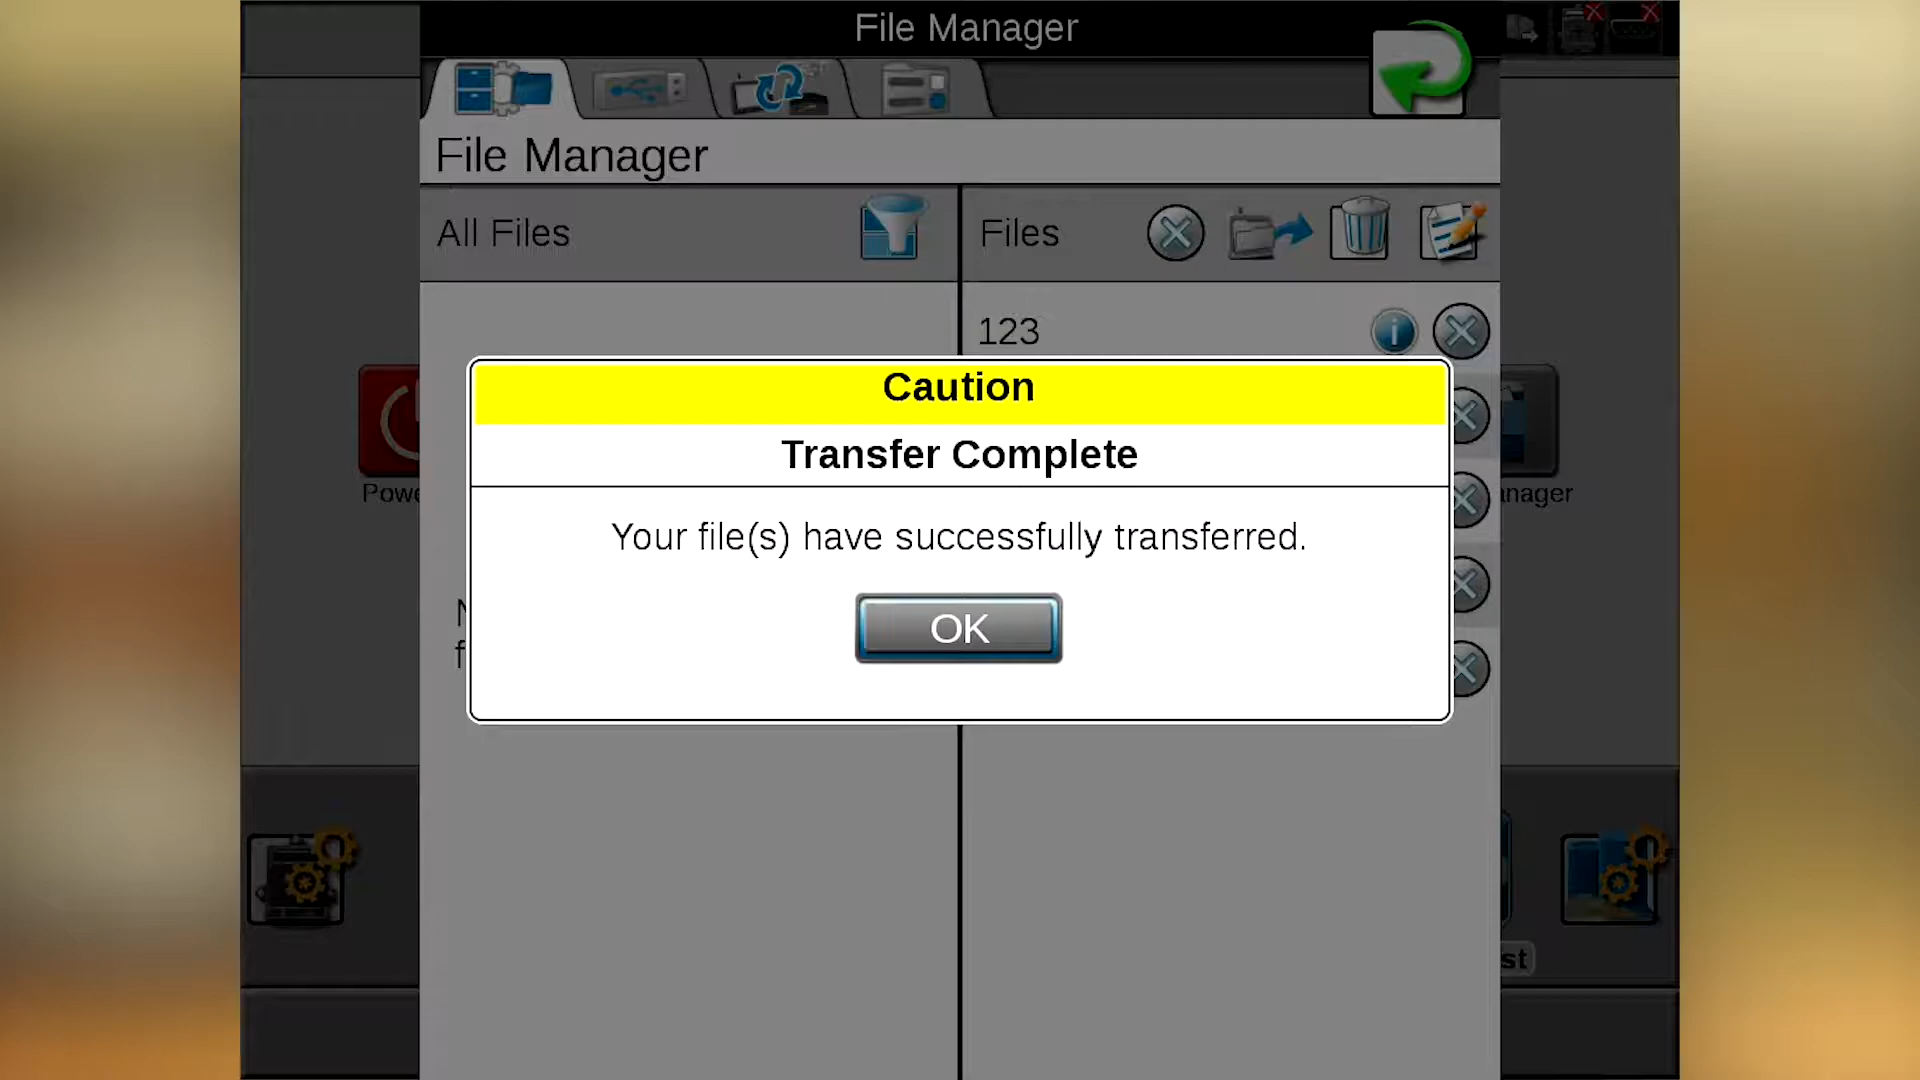 File Manager
File Manager
All Files
Files
123
Caution
Transfer Complete
Your file(s) have successfully transferred.
OK